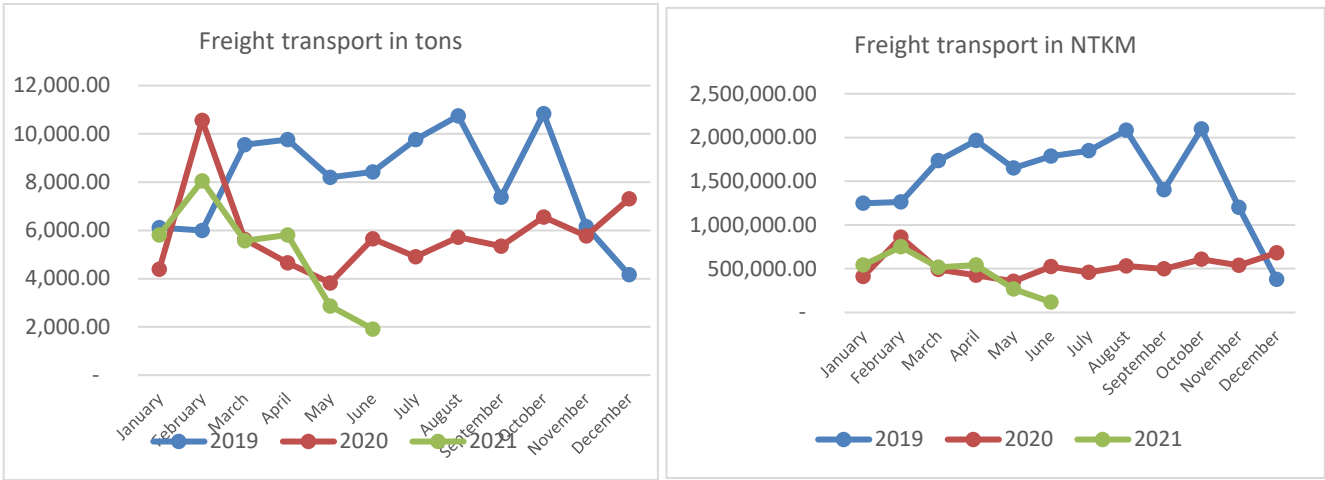 Freight transport in tons
12,000.00
10,000.00
8,000.00
6,000.00
4,000.00
2,000.00
-
January
February
March
April
May
June
July
August
September
October
November
December
2019
2020
2021
Freight transport in NTKM
2,500,000.00
2,000,000.00
1,500,000.00
1,000,000.00
500,000.00
-
January
February
March
April
May
June
July
August
September
October
November
December
2019
2020
2021